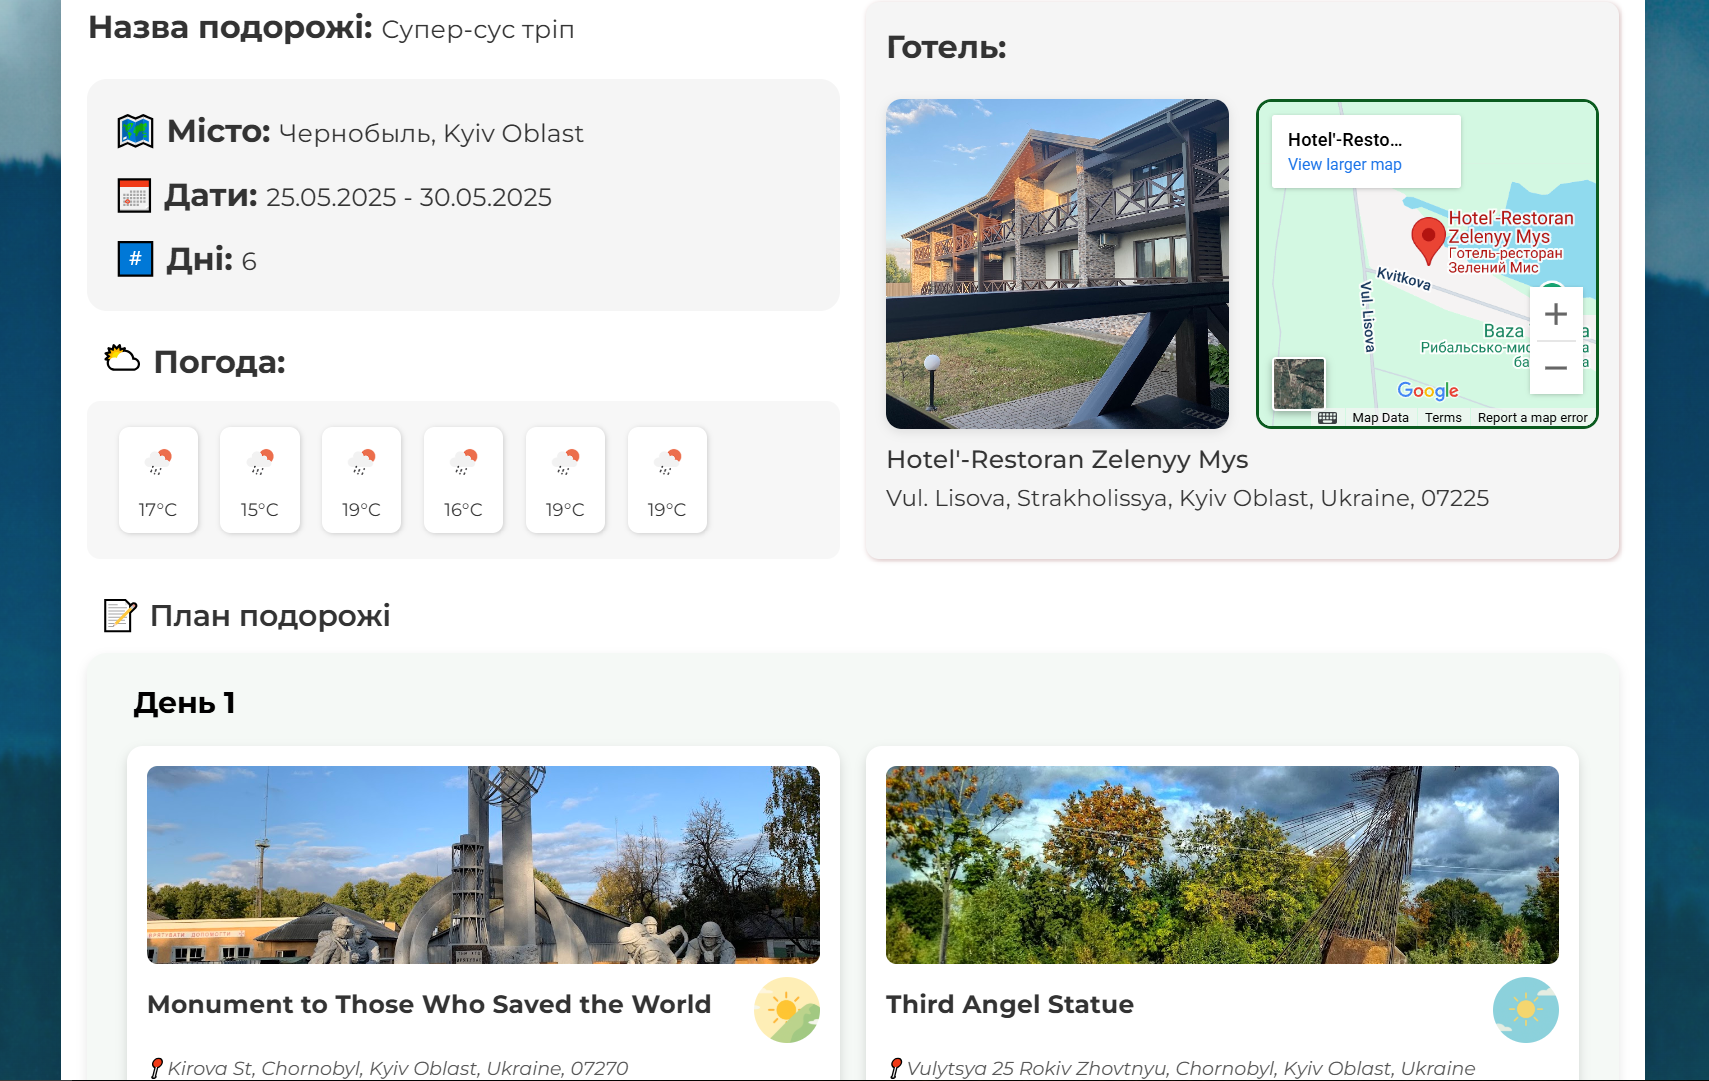 Назва подорожі: Супер-сус тріп
Місто: Чернобыль, Kyiv Oblast
Дати: 25.05.2025 - 30.05.2025
# Дні: 6
Погода:
17°C 15°C 19°C 16°C 19°C 19°C
Готель:
Hotel'-Resto...
View larger map
Hotel'-Restoran
Zelenyy Mys
Готель-ресторан
Зелений Мис
Kvitkova
Vul. Lisova
Baza
Рибальсько-мис
ба
Google
Map Data Terms Report a map error
Hotel'-Restoran Zelenyy Mys
Vul. Lisova, Strakholissya, Kyiv Oblast, Ukraine, 07225
План подорожі
День 1
Monument to Those Who Saved the World
Kirova St, Chornobyl, Kyiv Oblast, Ukraine, 07270
Third Angel Statue
Vulytsya 25 Rokiv Zhovtnyu, Chornobyl, Kyiv Oblast, Ukraine